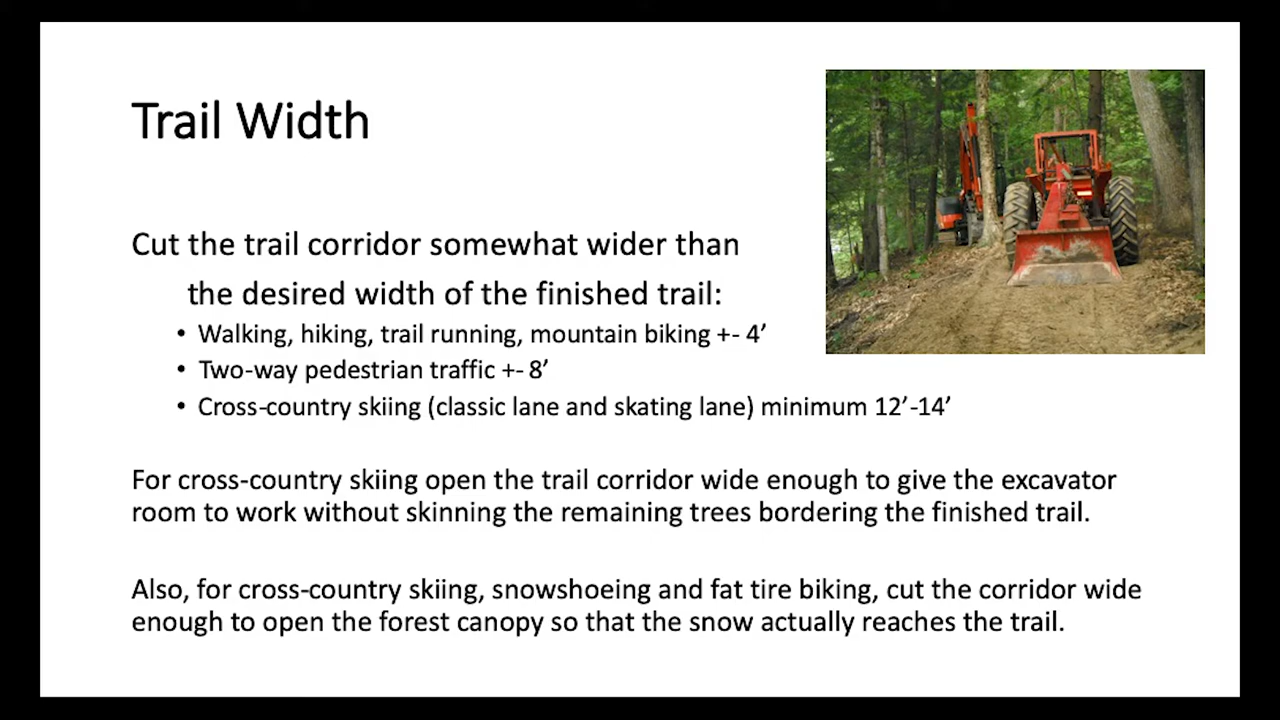 Trail Width
Cut the trail corridor somewhat wider than
the desired width of the finished trail:
• Walking, hiking, trail running, mountain biking +- 4’
• Two-way pedestrian traffic +- 8’
• Cross-country skiing (classic lane and skating lane) minimum 12’-14’
For cross-country skiing open the trail corridor wide enough to give the excavator
room to work without skinning the remaining trees bordering the finished trail.
Also, for cross-country skiing, snowshoeing and fat tire biking, cut the corridor wide
enough to open the forest canopy so that the snow actually reaches the trail.